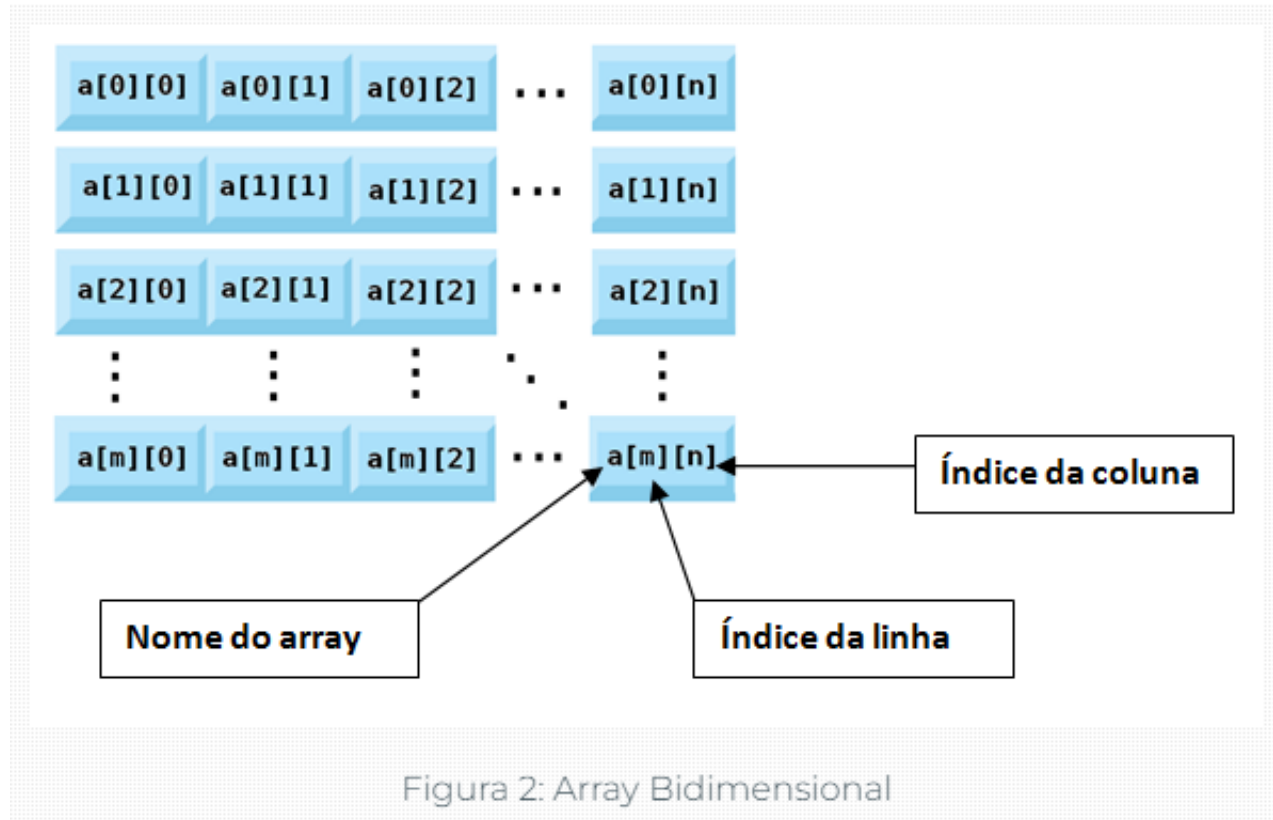 a[0][0] a[0][1] a[0][2] ... a[0][n]
a[1][0] a[1][1] a[1][2] ... a[1][n]
a[2][0] a[2][1] a[2][2] ... a[2][n]
a[m][0] a[m][1] a[m][2] ... a[m][n]
Índice da coluna
Nome do array
Índice da linha
Figura 2: Array Bidimensional